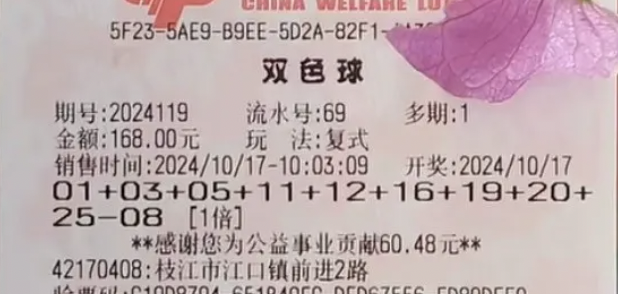 CHINA WELFARE LO
5F23-5AE9-B9EE-5D2A-82F1-
双色球
期号:2024119 流水号:69 多期:1
金额:168.00元 玩 法:复式
销售时间:2024/10/17-10:03:09 开奖:2024/10/17
01+03+05+11+12+16+19+20+
25-08 [1倍]
**感谢您为公益事业贡献60.48元**
42170408:枝江市江口镇前进2路